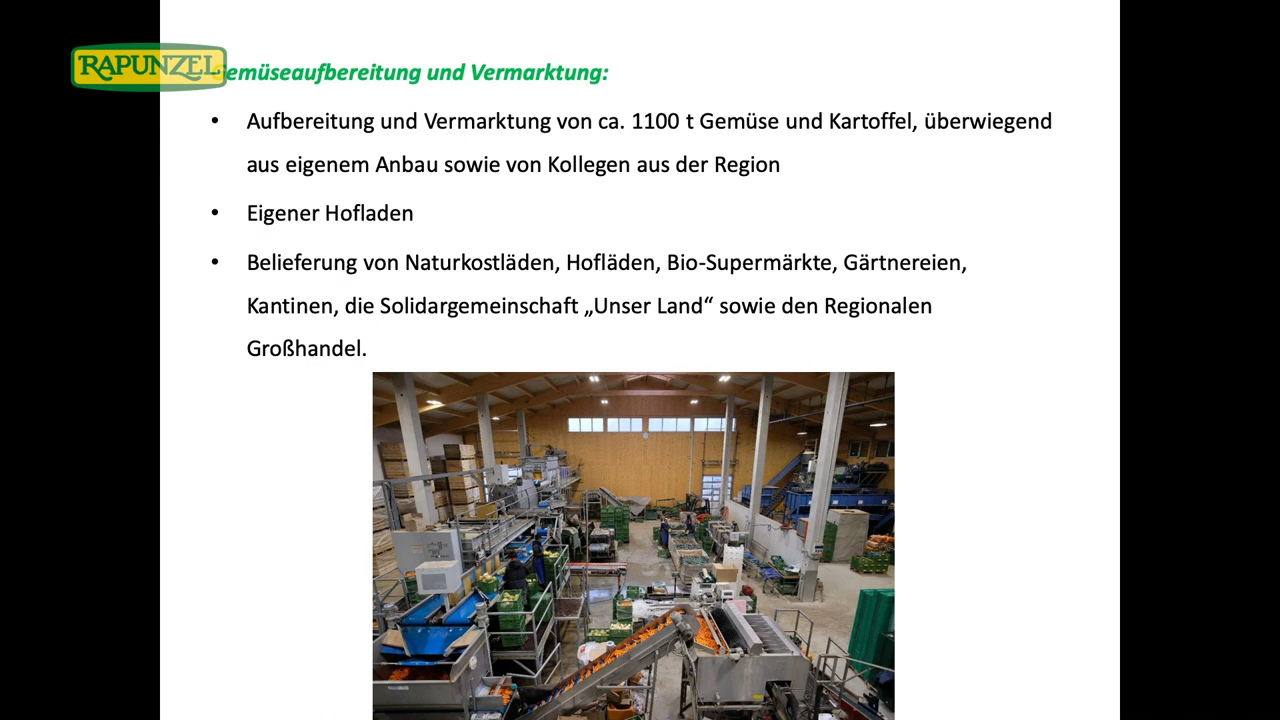 RAPUNZEL
Gemüseaufbereitung und Vermarktung:
• Aufbereitung und Vermarktung von ca. 1100 t Gemüse und Kartoffel, überwiegend
aus eigenem Anbau sowie von Kollegen aus der Region
• Eigener Hofladen
• Belieferung von Naturkostläden, Hofläden, Bio-Supermärkte, Gärtnereien,
Kantinen, die Solidargemeinschaft „Unser Land“ sowie den Regionalen
Großhandel.